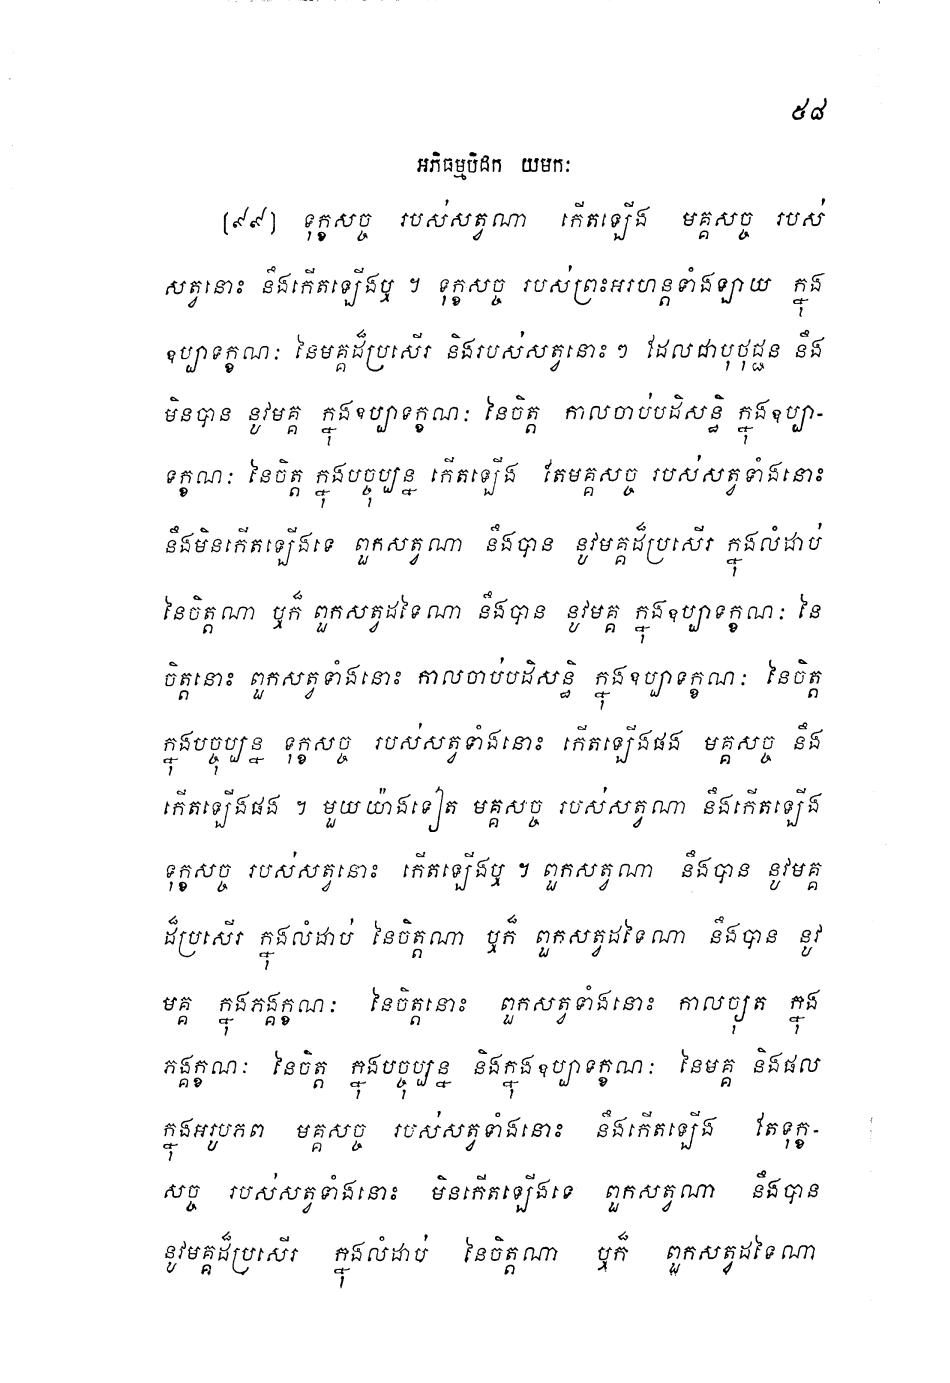 ៥៨
អភិធម្មបិដក យមកៈ
[៩៩] ទុក្ខសច្ច របស់សត្វណា កើតឡើង មគ្គសច្ច របស់
សត្វនោះ នឹងកើតឡើងឬ ។ ទុក្ខសច្ច របស់ព្រះអរហន្តទាំងឡាយ ក្នុង
ឧប្បាទក្ខណៈ នៃមគ្គដ៏ប្រសើរ និងរបស់សត្វនោះៗ ដែលជាបុថុជ្ជន នឹង
មិនបាន នូវមគ្គ ក្នុងឧប្បាទក្ខណៈ នៃចិត្ត កាលចាប់បដិសន្ធិ ក្នុងឧប្បា-
ទក្ខណៈ នៃចិត្ត ក្នុងបច្ចុប្បន្ន កើតឡើង តែមគ្គសច្ច របស់សត្វទាំងនោះ
នឹងមិនកើតឡើងទេ ពួកសត្វណា នឹងបាន នូវមគ្គដ៏ប្រសើរ ក្នុងលំដាប់
នៃចិត្តណា ឬក៏ ពួកសត្វដទៃណា នឹងបាន នូវមគ្គ ក្នុងឧប្បាទក្ខណៈ នៃ
ចិត្តនោះ ពួកសត្វទាំងនោះ កាលចាប់បដិសន្ធិ ក្នុងឧប្បាទក្ខណៈ នៃចិត្ត
ក្នុងបច្ចុប្បន្ន ទុក្ខសច្ច របស់សត្វទាំងនោះ កើតឡើងផង មគ្គសច្ច នឹង
កើតឡើងផង ។ មួយយ៉ាងទៀត មគ្គសច្ច របស់សត្វណា នឹងកើតឡើង
ទុក្ខសច្ច របស់សត្វនោះ កើតឡើងឬ ។ ពួកសត្វណា នឹងបាន នូវមគ្គ
ដ៏ប្រសើរ ក្នុងលំដាប់ នៃចិត្តណា ឬក៏ ពួកសត្វដទៃណា នឹងបាន នូវ
មគ្គ ក្នុងភង្គក្ខណៈ នៃចិត្តនោះ ពួកសត្វទាំងនោះ កាលច្យុត ក្នុង
ភង្គក្ខណៈ នៃចិត្ត ក្នុងបច្ចុប្បន្ន និងក្នុងឧប្បាទក្ខណៈ នៃមគ្គ និងផល
ក្នុងអរូបភព មគ្គសច្ច របស់សត្វទាំងនោះ នឹងកើតឡើង តែទុក្ខ-
សច្ច របស់សត្វទាំងនោះ មិនកើតឡើងទេ ពួកសត្វណា នឹងបាន
នូវមគ្គដ៏ប្រសើរ ក្នុងលំដាប់ នៃចិត្តណា ឬក៏ ពួកសត្វដទៃណា